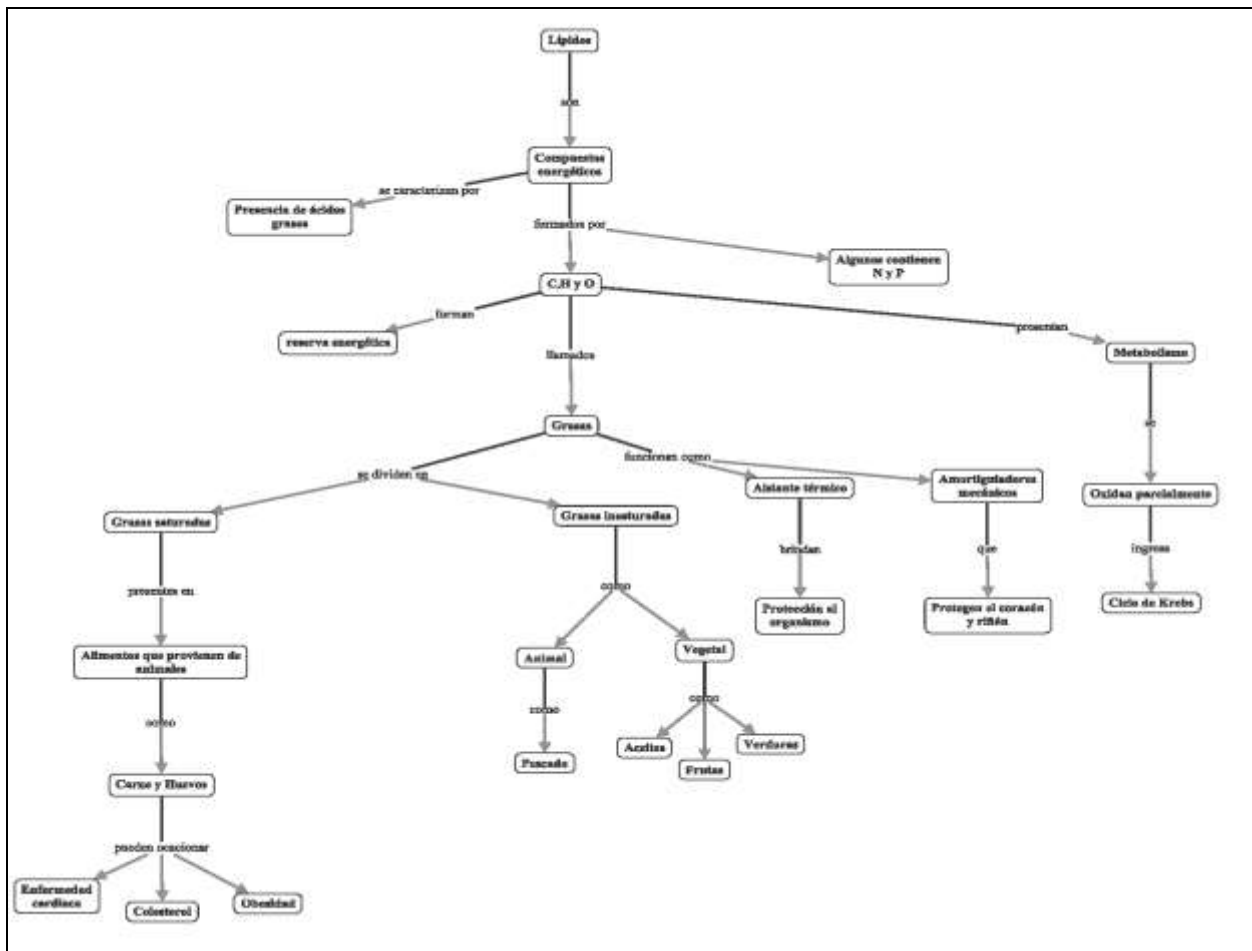 Lípidos
son
Compuestos
energéticos
se caracterizan por
Presencia de ácidos
grasos
formados por
Algunos contienen
N y P
C,H y O
forman
reserva energética
llamados
presentan
Metabolismo
Grasas
se
se dividen en
funcionan como
Aislante térmico
Amortiguadores
mecánicos
Oxidan parcialmente
Grasas saturadas
Grasas insaturadas
brindan
que
ingresa
presentes en
como
Protección al
organismo
Protegen el corazón
y riñón
Ciclo de Krebs
Alimentos que provienen de
animales
Animal
Vegetal
como
como
como
Pescado
Aceites
Frutas
Verduras
Carne y Huevos
pueden ocacionar
Enfermedad
cardíaca
Colesterol
Obesidad